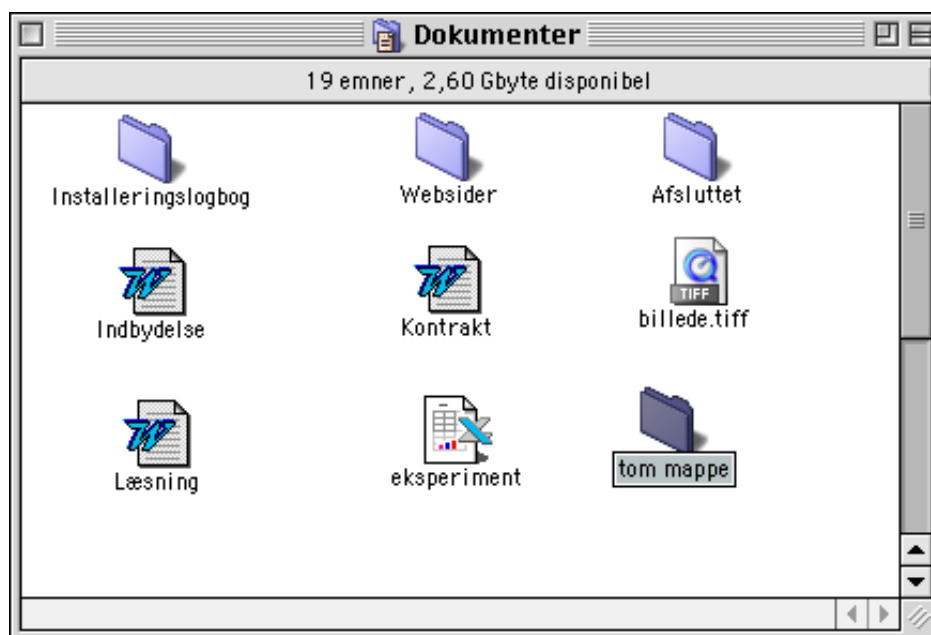 Dokumenter
19 emner, 2,60 Gbyte disponibel
Installeringslogbog
Websider
Afsluttet
Indbydelse
Kontrakt
TIFF
billede.tiff
Læsning
eksperiment
tom mappe